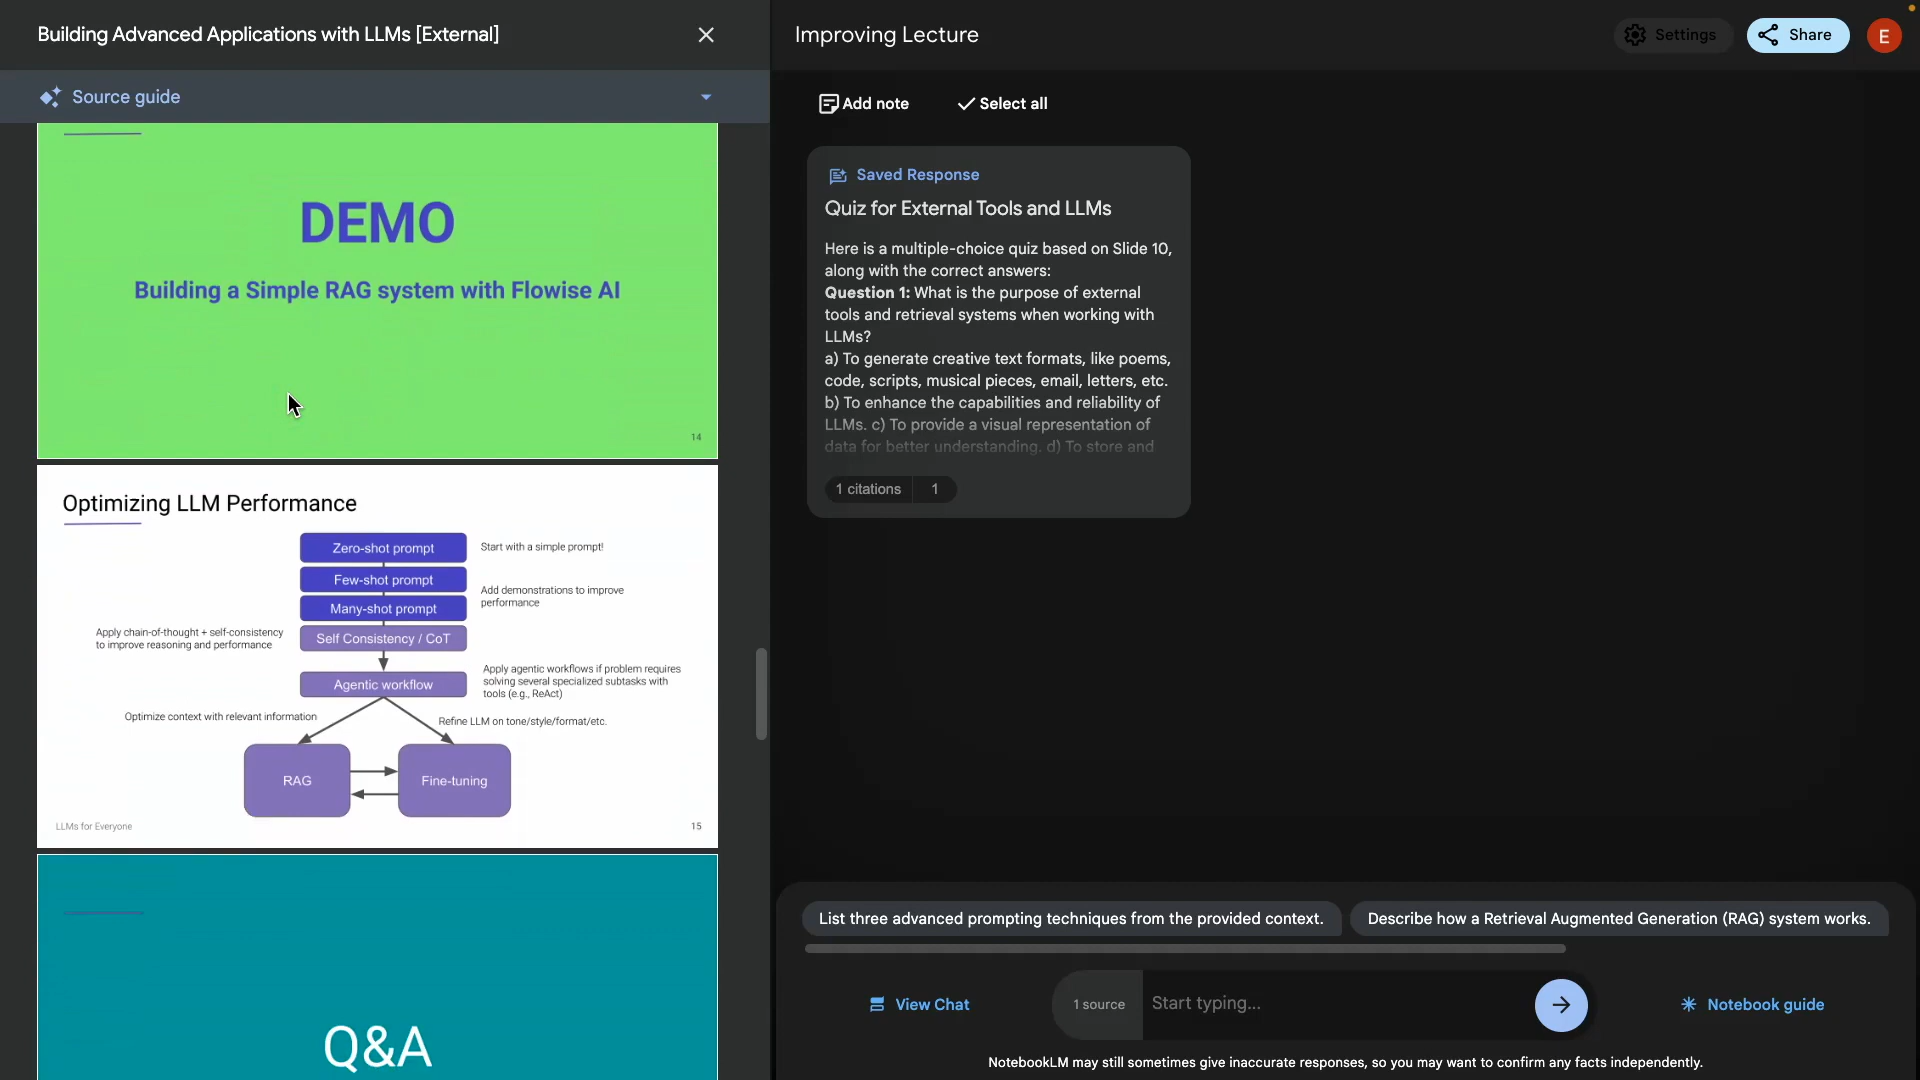 Building Advanced Applications with LLMs [External]
Source guide
DEMO
Building a Simple RAG system with Flowise AI
14
Optimizing LLM Performance
Zero-shot prompt
Start with a simple prompt!
Few-shot prompt
Add demonstrations to improve
performance
Many-shot prompt
Apply chain-of-thought + self-consistency
to improve reasoning and performance
Self Consistency / CoT
Apply agentic workflows if problem requires
solving several specialized subtasks with
tools (e.g., ReAct)
Agentic workflow
Optimize context with relevant information
Refine LLM on tone/style/format/etc.
RAG
Fine-tuning
LLMs for Everyone
15
Q&A
Improving Lecture
Settings
Share
E
Add note
Select all
Saved Response
Quiz for External Tools and LLMs
Here is a multiple-choice quiz based on Slide 10,
along with the correct answers:
Question 1: What is the purpose of external
tools and retrieval systems when working with
LLMs?
a) To generate creative text formats, like poems,
code, scripts, musical pieces, email, letters, etc.
b) To enhance the capabilities and reliability of
LLMs. c) To provide a visual representation of
data for better understanding. d) To store and
1 citations 1
List three advanced prompting techniques from the provided context.
Describe how a Retrieval Augmented Generation (RAG) system works.
View Chat
1 source
Start typing...
Notebook guide
NotebookLM may still sometimes give inaccurate responses, so you may want to confirm any facts independently.